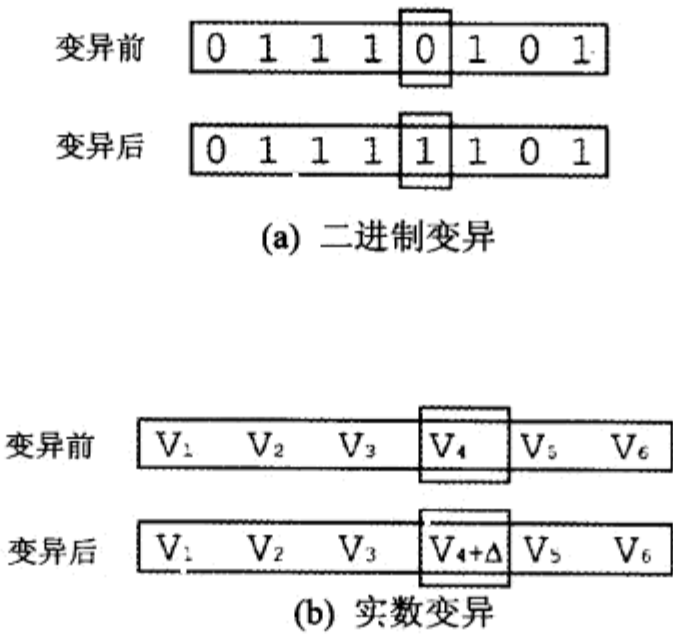 变异前 0 1 1 1 0 1 0 1
变异后 0 1 1 1 1 1 0 1
(a) 二进制变异
变异前 V₁ V₂ V₃ V₄ V₅ V₆
变异后 V₁ V₂ V₃ V₄+Δ V₅ V₆
(b) 实数变异